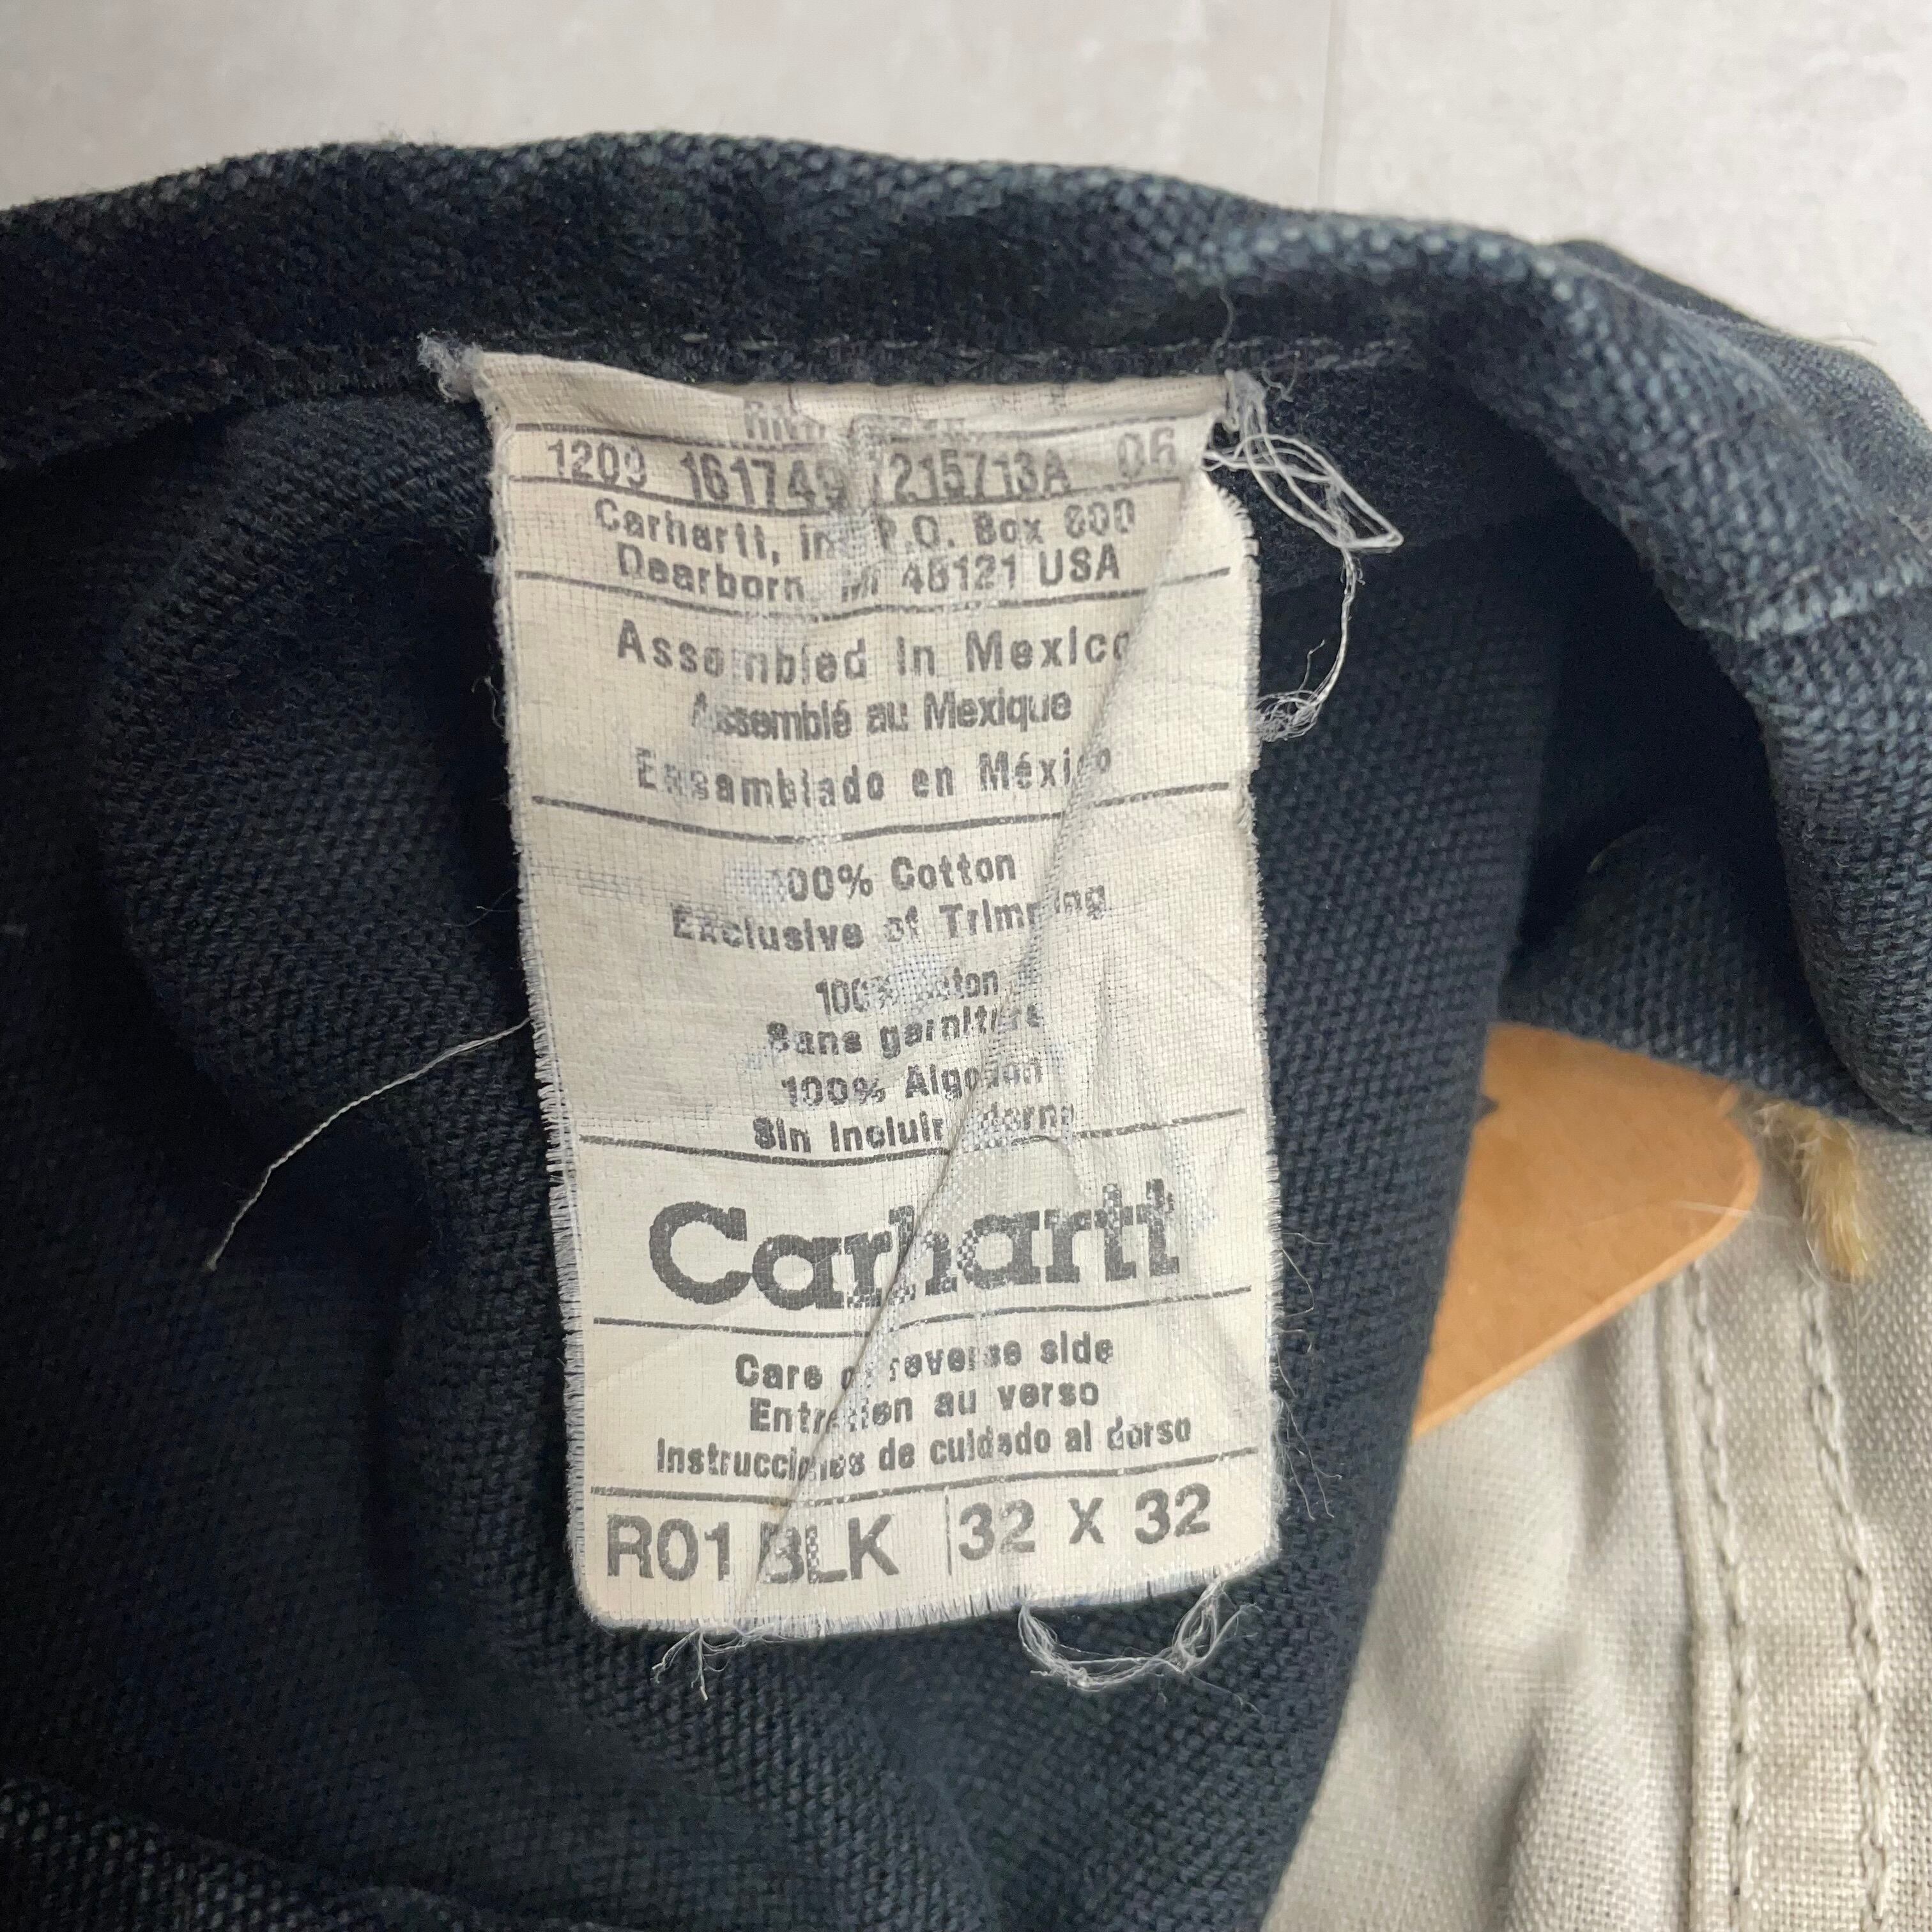 1209 161749 7215713A 06
Carhartt, Inc P.O. Box 600
Dearborn, MI 48121 USA
Assembled in Mexico
Assemblé au Mexique
Ensamblado en México
100% Cotton
Exclusive of Trimming
100% Coton
Sans garniture
100% Algodon
Sin Incluir adorno
Carhartt
Care on reverse side
Entretien au verso
Instrucciones de cuidado al dorso
R01 BLK 32 X 32